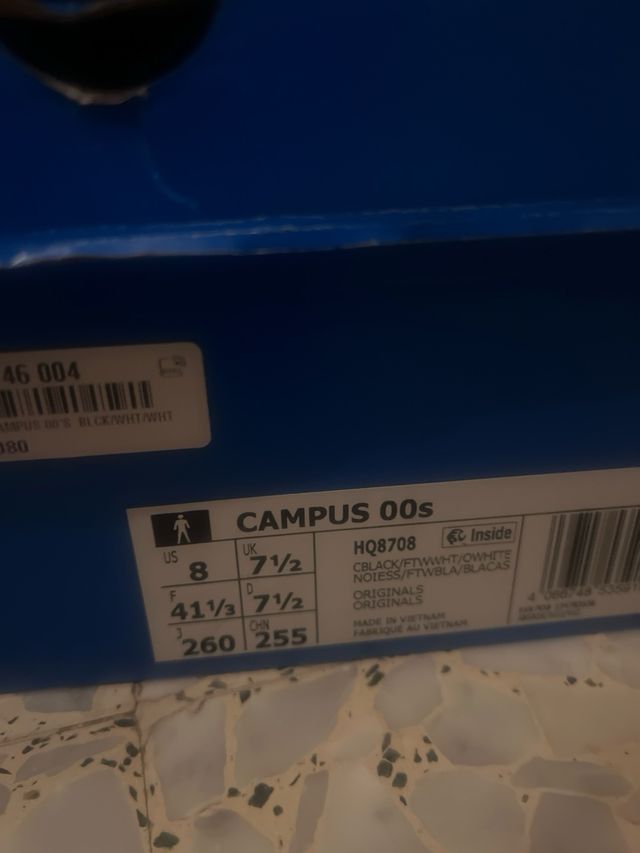 46 004
AMPUS 00'S BLCK/WHT/WHT
080
CAMPUS 00s
US 8
UK 7½
F 41⅓
D 7½
J 260
CHN 255
HQ8708
Inside
CBLACK/FTWWHT/OWHITE
NOIESS/FTWBLA/BLACAS
ORIGINALS
ORIGINALS
MADE IN VIETNAM
FABRIQUE AU VIETNAM